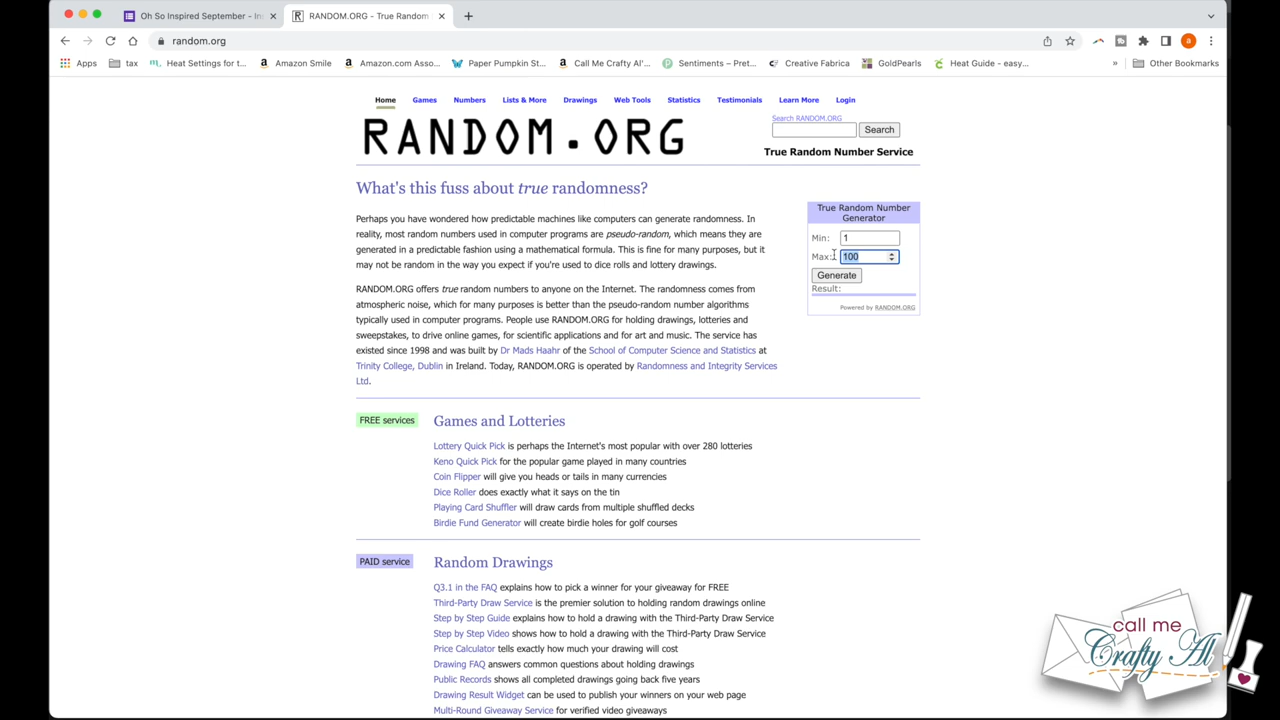 Oh So Inspired September - In
RANDOM.ORG - True Random
random.org
Apps
tax
Heat Settings for t...
Amazon Smile
Amazon.com Asso...
Paper Pumpkin St...
Call Me Crafty Al'...
Sentiments – Pret...
Creative Fabrica
GoldPearls
Heat Guide - easy...
»
Other Bookmarks
Home
Games
Numbers
Lists & More
Drawings
Web Tools
Statistics
Testimonials
Learn More
Login
RANDOM.ORG
Search RANDOM.ORG
Search
True Random Number Service
What's this fuss about true randomness?
Perhaps you have wondered how predictable machines like computers can generate randomness. In
reality, most random numbers used in computer programs are pseudo-random, which means they are
generated in a predictable fashion using a mathematical formula. This is fine for many purposes, but it
may not be random in the way you expect if you're used to dice rolls and lottery drawings.
RANDOM.ORG offers true random numbers to anyone on the Internet. The randomness comes from
atmospheric noise, which for many purposes is better than the pseudo-random number algorithms
typically used in computer programs. People use RANDOM.ORG for holding drawings, lotteries and
sweepstakes, to drive online games, for scientific applications and for art and music. The service has
existed since 1998 and was built by Dr Mads Haahr of the School of Computer Science and Statistics at
Trinity College, Dublin in Ireland. Today, RANDOM.ORG is operated by Randomness and Integrity Services
Ltd.
True Random Number
Generator
Min: 1
Max: 100
Generate
Result:
Powered by RANDOM.ORG
FREE services
Games and Lotteries
Lottery Quick Pick is perhaps the Internet's most popular with over 280 lotteries
Keno Quick Pick for the popular game played in many countries
Coin Flipper will give you heads or tails in many currencies
Dice Roller does exactly what it says on the tin
Playing Card Shuffler will draw cards from multiple shuffled decks
Birdie Fund Generator will create birdie holes for golf courses
PAID service
Random Drawings
Q3.1 in the FAQ explains how to pick a winner for your giveaway for FREE
Third-Party Draw Service is the premier solution to holding random drawings online
Step by Step Guide explains how to hold a drawing with the Third-Party Draw Service
Step by Step Video shows how to hold a drawing with the Third-Party Draw Service
Price Calculator tells exactly how much your drawing will cost
Drawing FAQ answers common questions about holding drawings
Public Records shows all completed drawings going back five years
Drawing Result Widget can be used to publish your winners on your web page
Multi-Round Giveaway Service for verified video giveaways
call me
Crafty Al